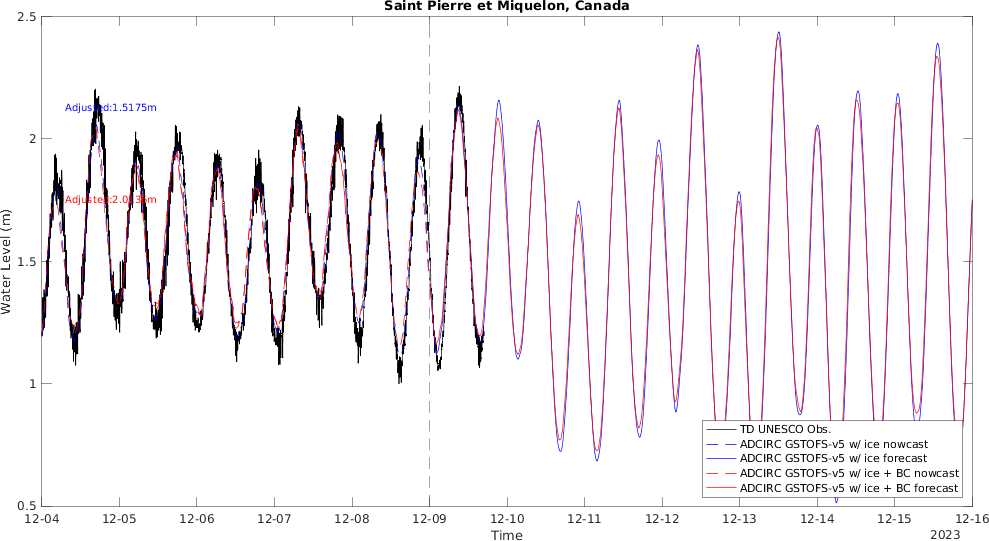 Saint Pierre et Miquelon, Canada
2.5
2
1.5
1
0.5
Water Level (m)
Adjusted:1.5175m
TD UNESCO Obs.
ADCIRC GSTOFS-v5 w/ ice nowcast
ADCIRC GSTOFS-v5 w/ ice forecast
ADCIRC GSTOFS-v5 w/ ice + BC nowcast
ADCIRC GSTOFS-v5 w/ ice + BC forecast
12-04 12-05 12-06 12-07 12-08 12-09 12-10 12-11 12-12 12-13 12-14 12-15 12-16
Time
2023